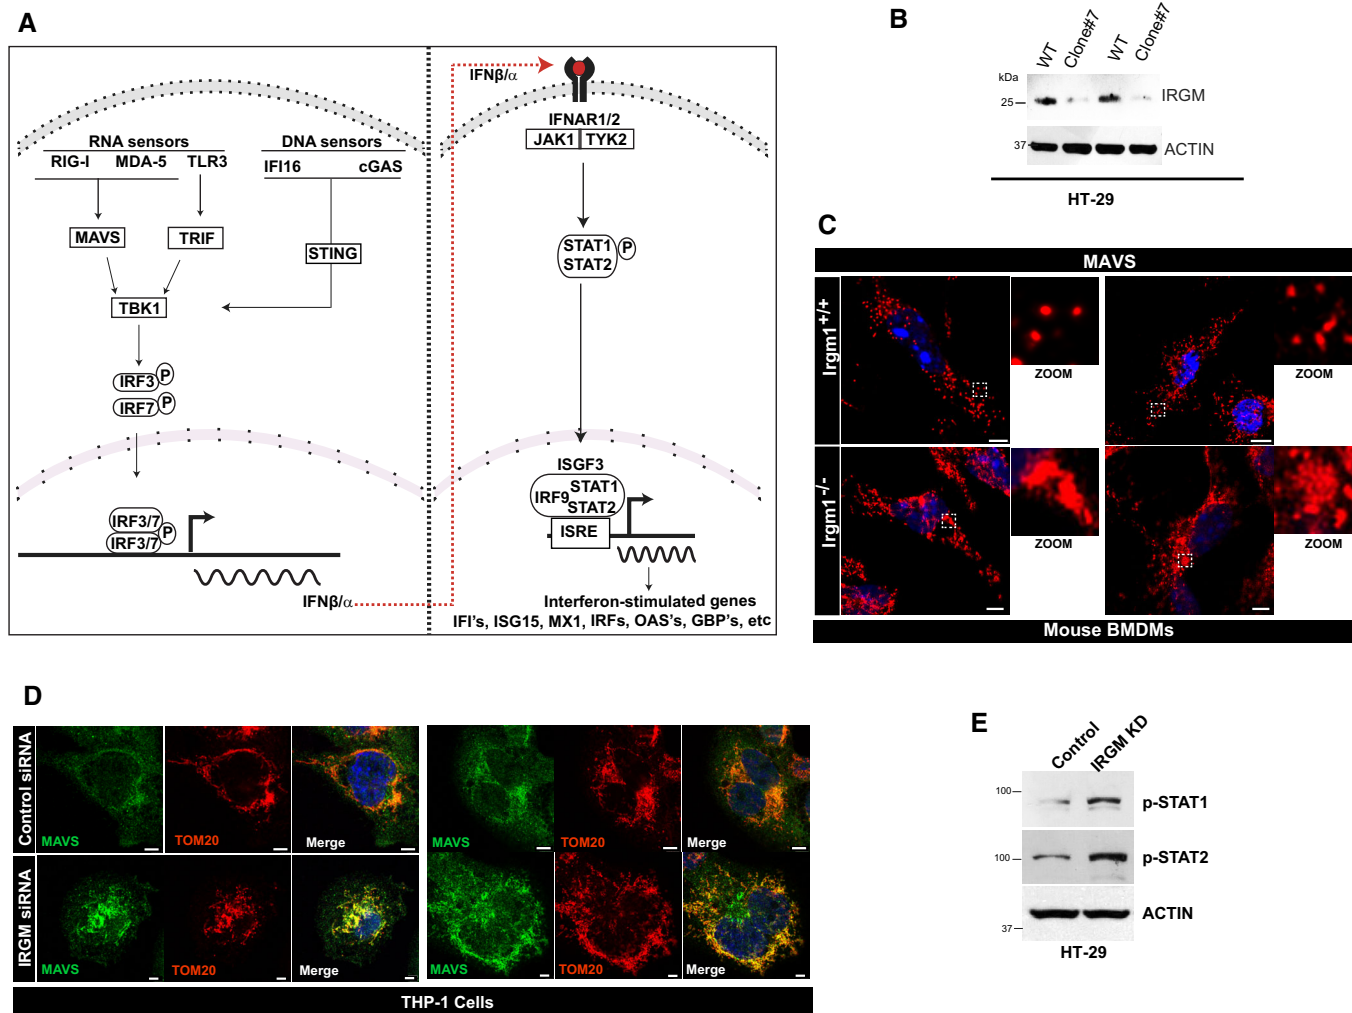 A
RNA sensors
RIG-I MDA-5 TLR3
DNA sensors
IFI16 cGAS
MAVS
TRIF
STING
TBK1
IRF3 P
IRF7 P
IRF3/7
IRF3/7 P
IFNβ/α
IFNβ/α
IFNAR1/2
JAK1 TYK2
STAT1
STAT2
P
ISGF3
IRF9 STAT1
STAT2
ISRE
Interferon-stimulated genes
IFI's, ISG15, MX1, IRFs, OAS's, GBP's, etc
B
WT Clone#7 WT Clone#7
kDa
25
IRGM
37
ACTIN
HT-29
C
MAVS
Irgm1+/+
ZOOM
ZOOM
Irgm1-/-
ZOOM
ZOOM
Mouse BMDMs
D
Control siRNA
MAVS TOM20 Merge MAVS TOM20 Merge
IRGM siRNA
MAVS TOM20 Merge MAVS TOM20 Merge
THP-1 Cells
E
Control IRGM KD
100
p-STAT1
100
p-STAT2
ACTIN
37
HT-29